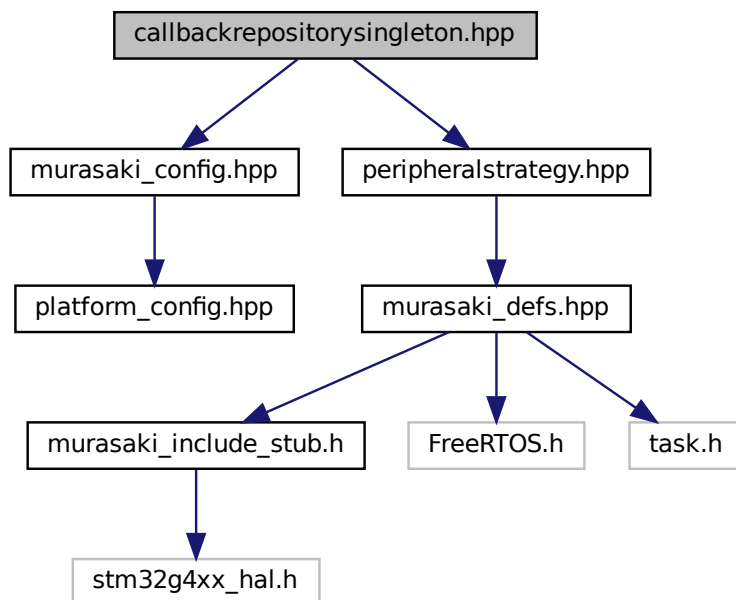 callbackrepositorysingleton.hpp
murasaki_config.hpp
peripheralstrategy.hpp
platform_config.hpp
murasaki_defs.hpp
murasaki_include_stub.h
FreeRTOS.h
task.h
stm32g4xx_hal.h